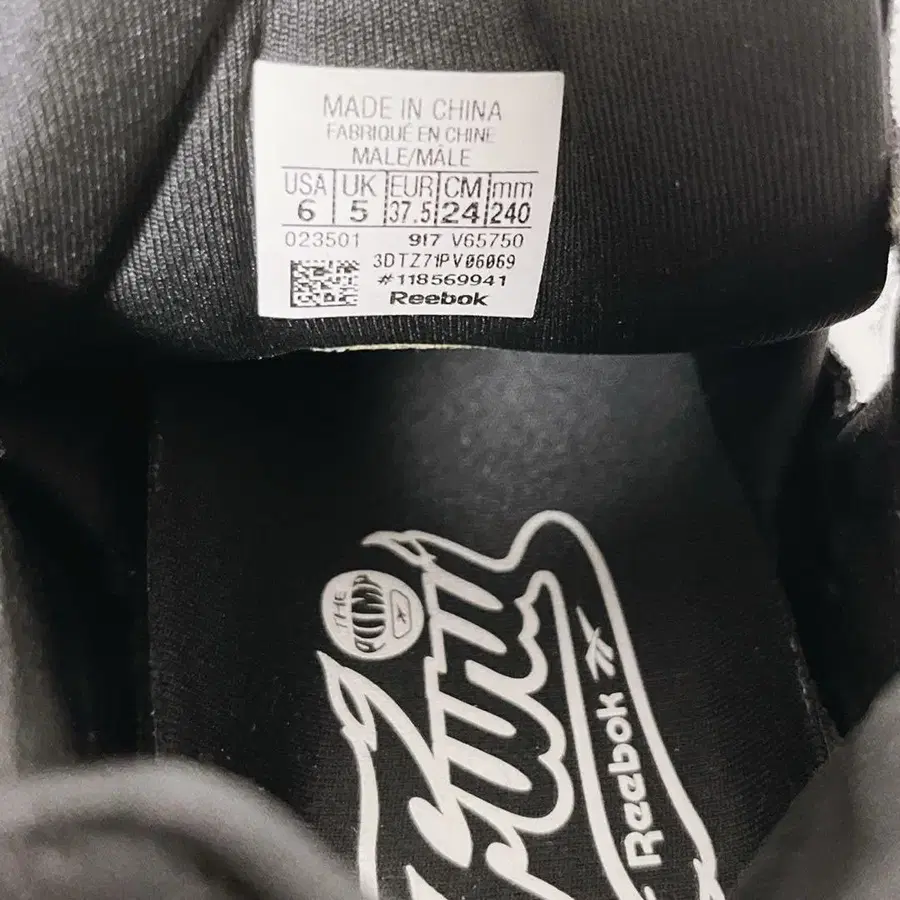 MADE IN CHINA
FABRIQUÉ EN CHINE
MALE/MÂLE
USA UK EUR CM mm
6 5 37.5 24 240
023501 917 V65750
3DTZ71PV06069
#118569941
Reebok
THE
PUMP
Reebok